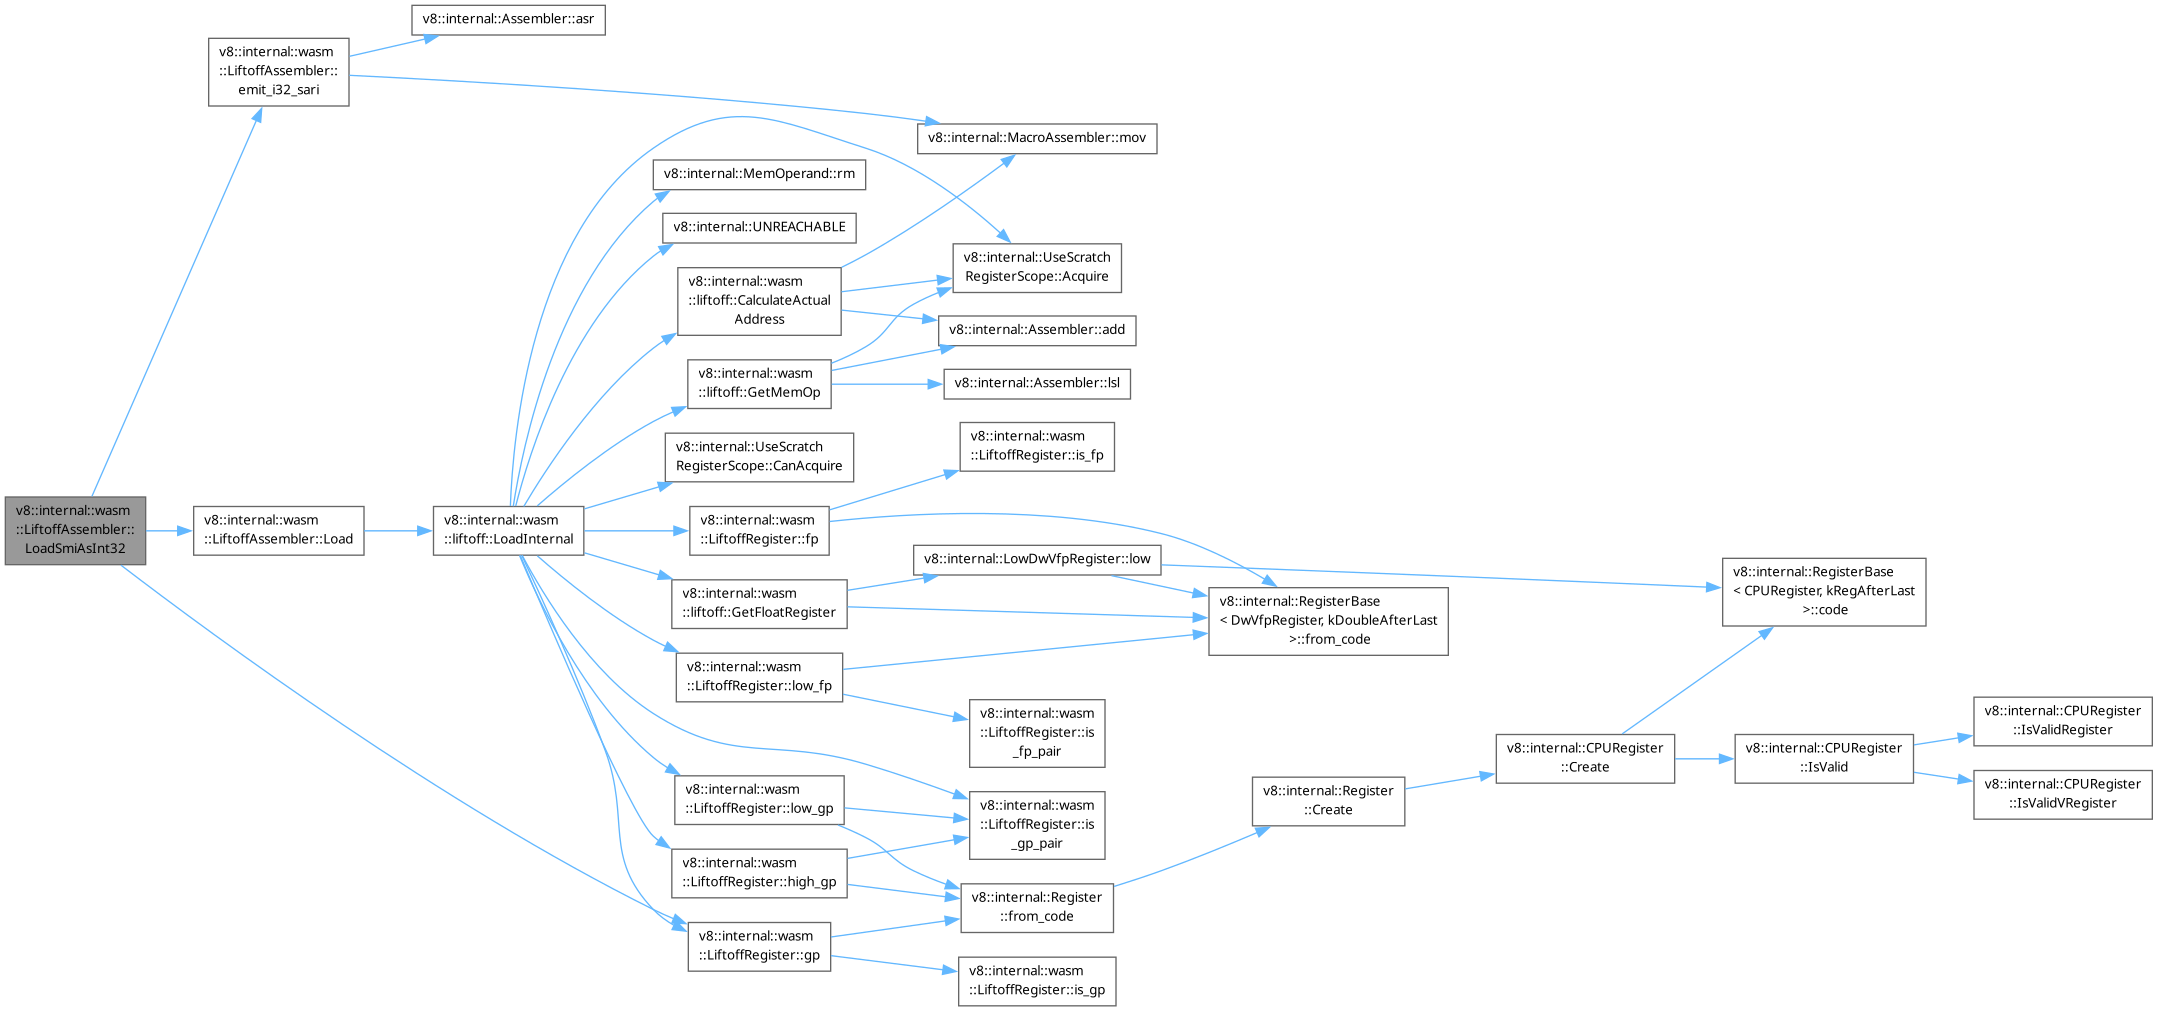 v8::internal::Assembler::asr
v8::internal::wasm
::LiftoffAssembler::
emit_i32_sari
v8::internal::MacroAssembler::mov
v8::internal::MemOperand::rm
v8::internal::UNREACHABLE
v8::internal::UseScratch
RegisterScope::Acquire
v8::internal::wasm
::liftoff::CalculateActual
Address
v8::internal::Assembler::add
v8::internal::wasm
::liftoff::GetMemOp
v8::internal::Assembler::lsl
v8::internal::UseScratch
RegisterScope::CanAcquire
v8::internal::wasm
::LiftoffRegister::is_fp
v8::internal::wasm
::LiftoffAssembler::
LoadSmiAsInt32
v8::internal::wasm
::LiftoffAssembler::Load
v8::internal::wasm
::liftoff::LoadInternal
v8::internal::wasm
::LiftoffRegister::fp
v8::internal::LowDwVfpRegister::low
v8::internal::wasm
::liftoff::GetFloatRegister
v8::internal::RegisterBase
< DwVfpRegister, kDoubleAfterLast
>::from_code
v8::internal::RegisterBase
< CPURegister, kRegAfterLast
>::code
v8::internal::wasm
::LiftoffRegister::low_fp
v8::internal::wasm
::LiftoffRegister::is
_fp_pair
v8::internal::wasm
::LiftoffRegister::low_gp
v8::internal::wasm
::LiftoffRegister::is
_gp_pair
v8::internal::Register
::Create
v8::internal::CPURegister
::Create
v8::internal::CPURegister
::IsValid
v8::internal::CPURegister
::IsValidRegister
v8::internal::CPURegister
::IsValidVRegister
v8::internal::wasm
::LiftoffRegister::high_gp
v8::internal::Register
::from_code
v8::internal::wasm
::LiftoffRegister::gp
v8::internal::wasm
::LiftoffRegister::is_gp